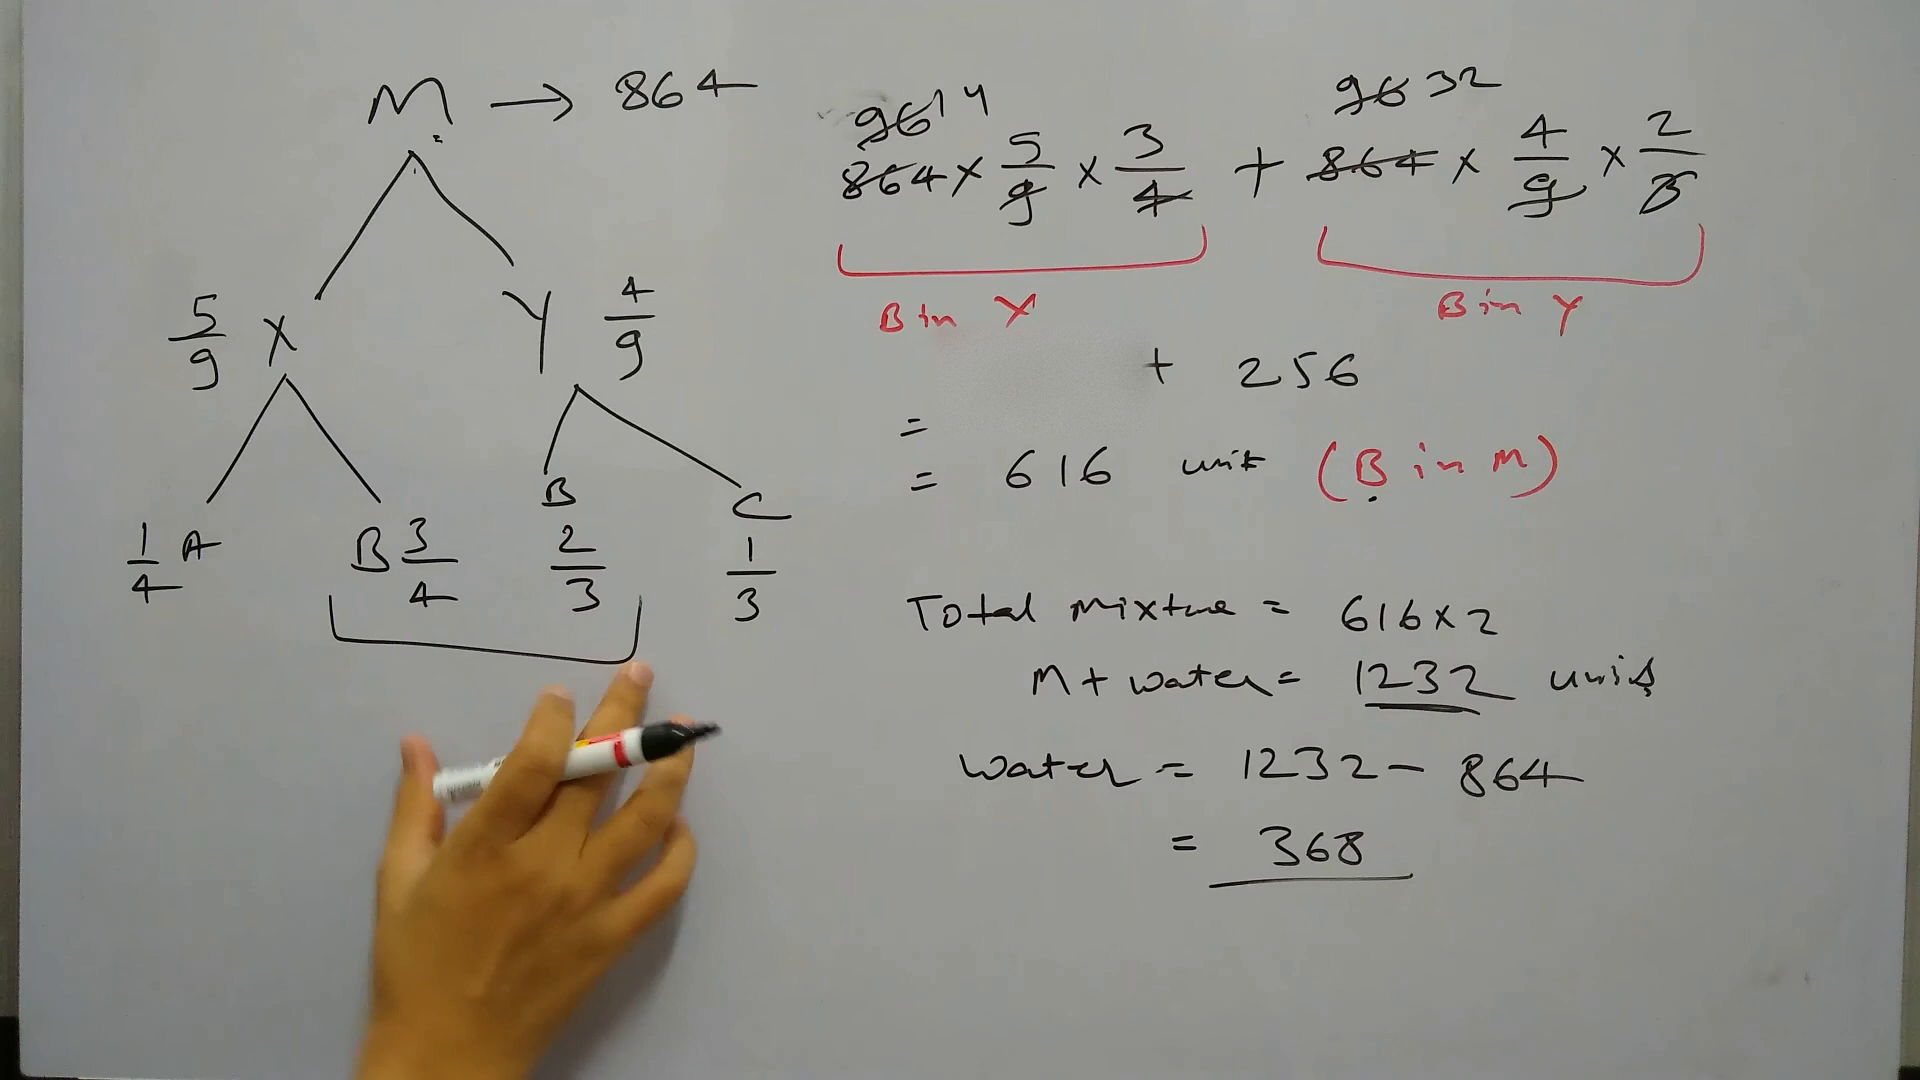 M → 864
5/9 X Y 4/9
1/4 A B 3/4 B 2/3 C 1/3
96 14 96 32
864 × 5/9 × 3/4 + 864 × 4/9 × 2/3
B in X B in Y
+ 256
=
= 616 unit (B in M)
Total mixture = 616 × 2
M + water = 1232 units
water = 1232 - 864
= 368